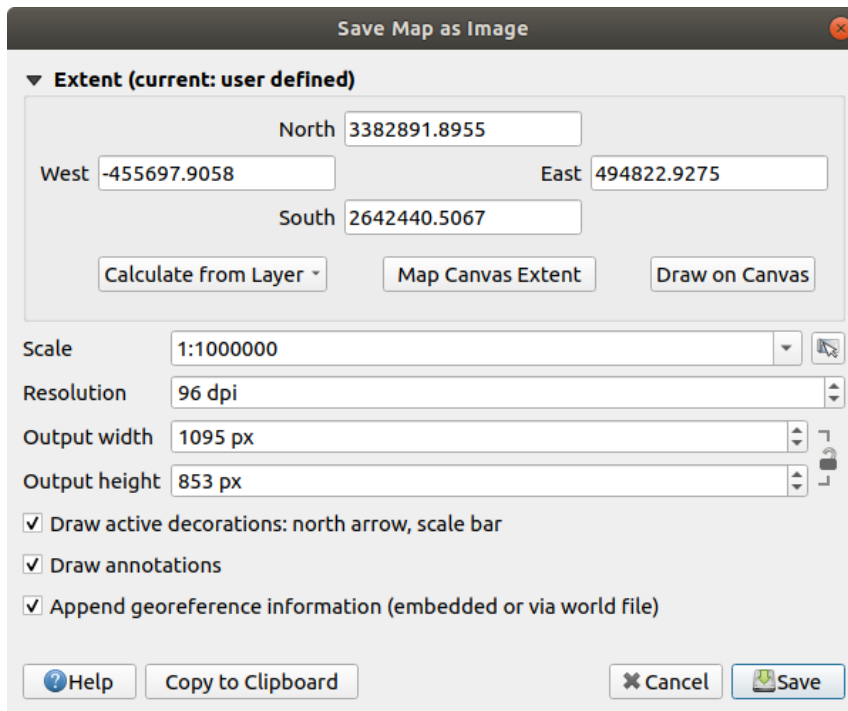 Save Map as Image
Extent (current: user defined)
North 3382891.8955
West -455697.9058 East 494822.9275
South 2642440.5067
Calculate from Layer Map Canvas Extent Draw on Canvas
Scale 1:1000000
Resolution 96 dpi
Output width 1095 px
Output height 853 px
Draw active decorations: north arrow, scale bar
Draw annotations
Append georeference information (embedded or via world file)
Help Copy to Clipboard Cancel Save